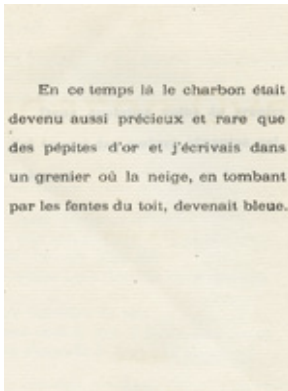 En ce temps là le charbon était
devenu aussi précieux et rare que
des pépites d'or et j'écrivais dans
un grenier où la neige, en tombant
par les fentes du toit, devenait bleue.